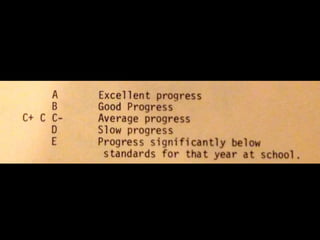 A Excellent progress
B Good Progress
C+ C C- Average progress
D Slow progress
E Progress significantly below
standards for that year at school.